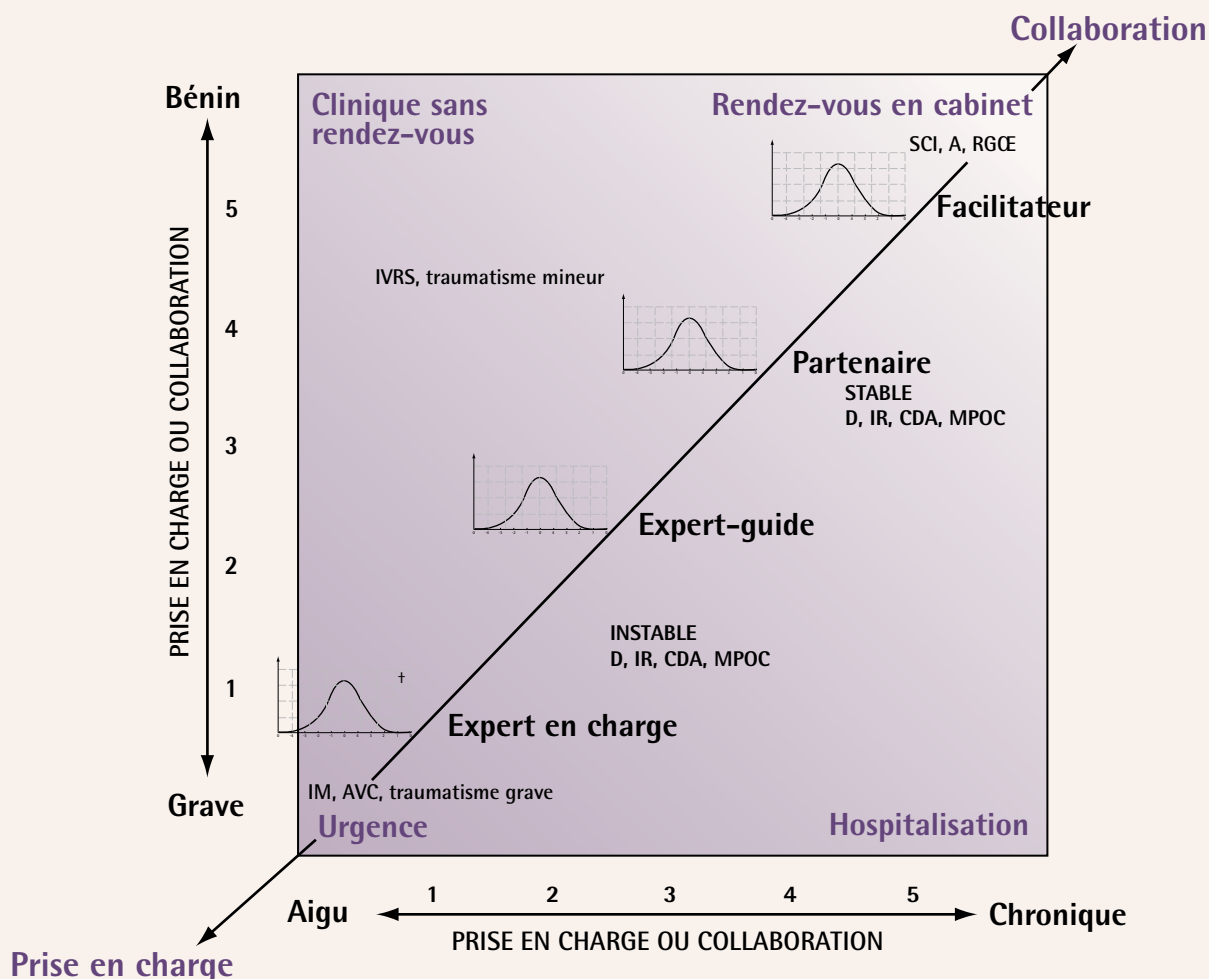 Collaboration
Bénin
Clinique sans
rendez-vous
Rendez-vous en cabinet
SCI, A, RGŒ
Facilitateur
5
IVRS, traumatisme mineur
4
Partenaire
STABLE
D, IR, CDA, MPOC
PRISE EN CHARGE OU COLLABORATION
3
Expert-guide
2
INSTABLE
D, IR, CDA, MPOC
1
†
Expert en charge
IM, AVC, traumatisme grave
Grave
Urgence
Hospitalisation
1 2 3 4 5
Aigu
Chronique
PRISE EN CHARGE OU COLLABORATION
Prise en charge